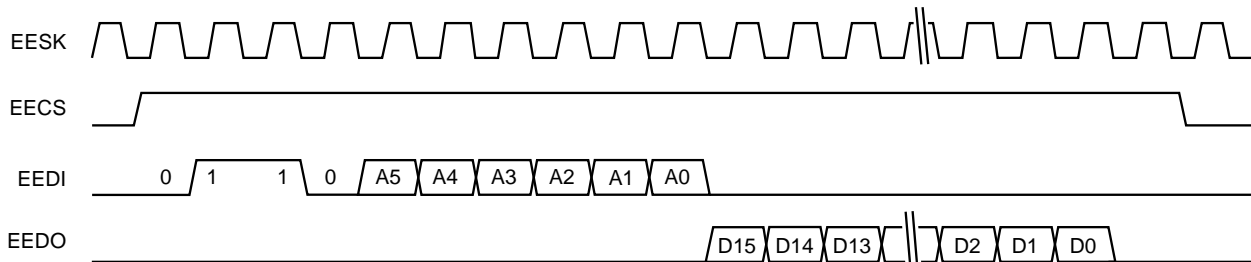 EESK
EECS
EEDI 0 1 1 0 A5 A4 A3 A2 A1 A0
EEDO D15 D14 D13 D2 D1 D0